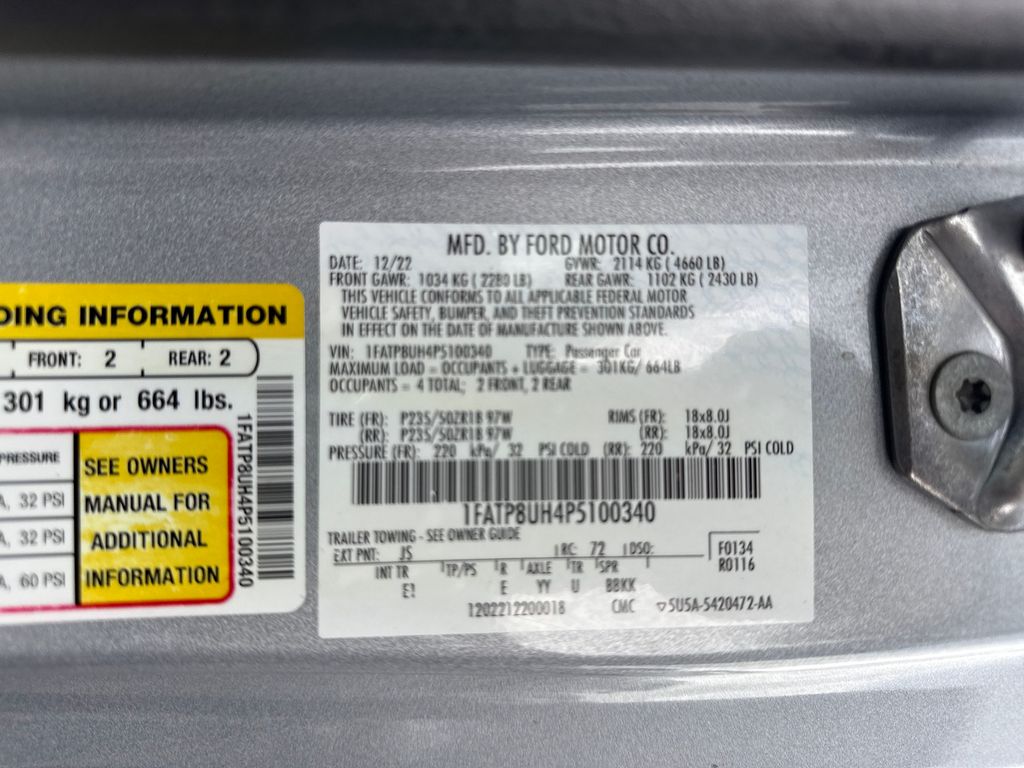 DING INFORMATION
FRONT: 2 REAR: 2
301 kg or 664 lbs.
PRESSURE
A, 32 PSI
A, 32 PSI
A, 60 PSI
SEE OWNERS
MANUAL FOR
ADDITIONAL
INFORMATION
1FATP8UH4P5100340
MFD. BY FORD MOTOR CO.
DATE: 12/22 GVWR: 2114 KG ( 4660 LB)
FRONT GAWR: 1034 KG ( 2280 LB) REAR GAWR: 1102 KG ( 2430 LB)
THIS VEHICLE CONFORMS TO ALL APPLICABLE FEDERAL MOTOR
VEHICLE SAFETY, BUMPER, AND THEFT PREVENTION STANDARDS
IN EFFECT ON THE DATE OF MANUFACTURE SHOWN ABOVE.
VIN: 1FATP8UH4P5100340 TYPE: Passenger Car
MAXIMUM LOAD = OCCUPANTS + LUGGAGE = 301KG/ 664LB
OCCUPANTS = 4 TOTAL; 2 FRONT, 2 REAR
TIRE (FR): P235/50ZR18 97W RIMS (FR): 18x8.0J
(RR): P235/50ZR18 97W (RR): 18x8.0J
PRESSURE (FR): 220 kPa/ 32 PSI COLD (RR): 220 kPa/ 32 PSI COLD
1FATP8UH4P5100340
TRAILER TOWING - SEE OWNER GUIDE
EXT PNT: JS RC: 72 DSO: F0134
R0116
INT TR TP/PS R AXLE TR SPR
E! E YY U BBKK
1202212200018 CMC ▽5U5A-5420472-AA